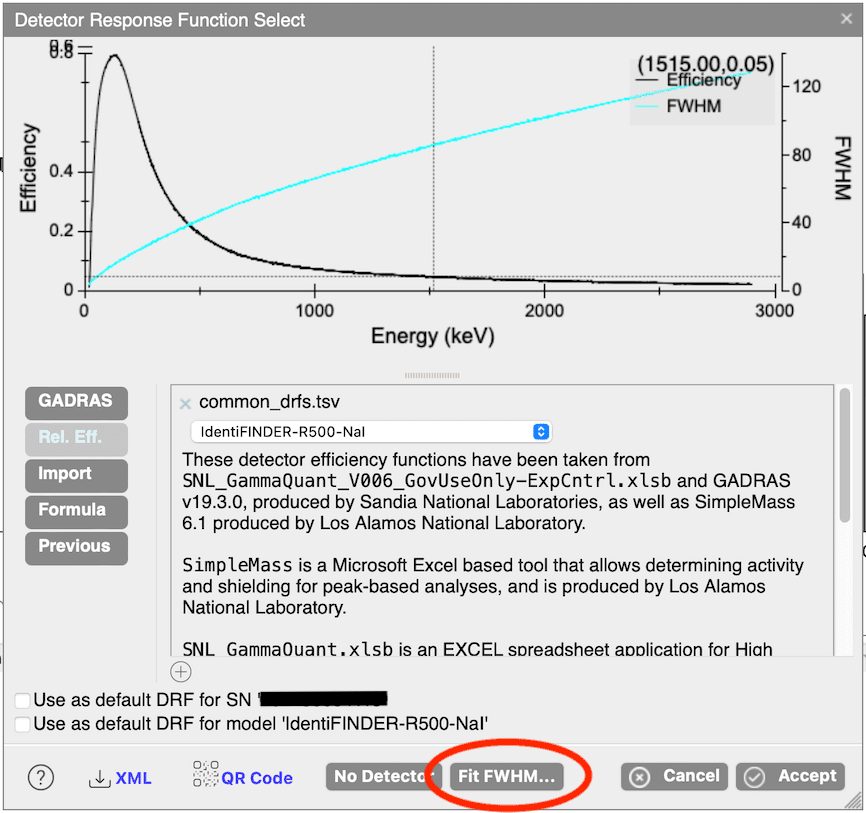 Detector Response Function Select
(1515.00,0.05)
Efficiency
FWHM
0.8
0.4
0.2
0
Efficiency
120
80
40
0
FWHM
0
1000
2000
3000
Energy (keV)
GADRAS
Rel. Eff.
Import
Formula
Previous
common_drfs.tsv
IdentiFINDER-R500-NaI
These detector efficiency functions have been taken from
SNL_GammaQuant_V006_GovUseOnly-ExpCntrl.xlsb and GADRAS
v19.3.0, produced by Sandia National Laboratories, as well as SimpleMass
6.1 produced by Los Alamos National Laboratory.
SimpleMass is a Microsoft Excel based tool that allows determining activity
and shielding for peak-based analyses, and is produced by Los Alamos
National Laboratory.
SNL_GammaQuant.xlsb is an EXCEL spreadsheet application for High
Use as default DRF for SN '
Use as default DRF for model 'IdentiFINDER-R500-NaI'
?
XML
QR Code
No Detector
Fit FWHM...
Cancel
Accept